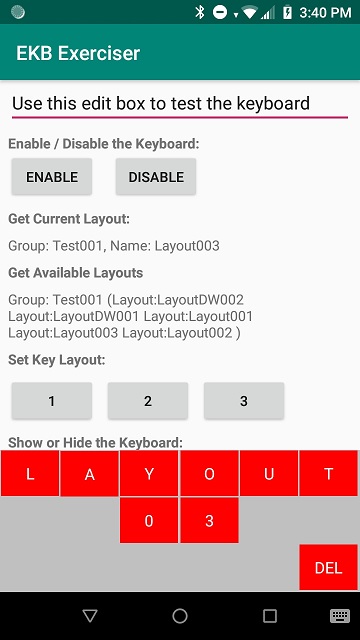 3:40 PM
EKB Exerciser
Use this edit box to test the keyboard
Enable / Disable the Keyboard:
ENABLE DISABLE
Get Current Layout:
Group: Test001, Name: Layout003
Get Available Layouts
Group: Test001 (Layout:LayoutDW002
Layout:LayoutDW001 Layout:Layout001
Layout:Layout003 Layout:Layout002 )
Set Key Layout:
1 2 3
Show or Hide the Keyboard:
L A Y O U T
0 3
DEL